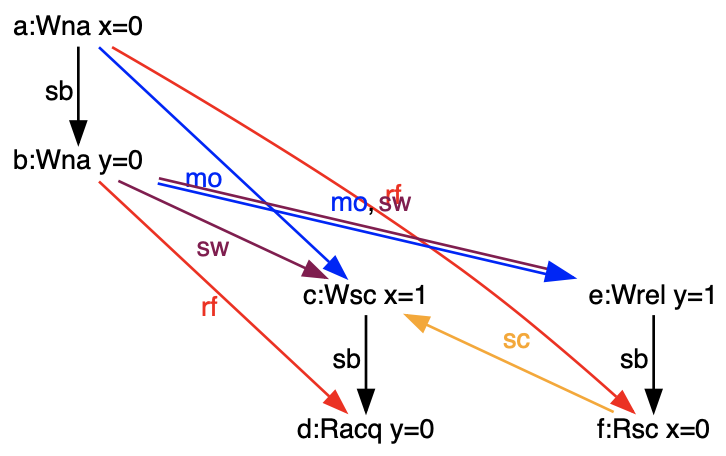 a:Wna x=0
sb
b:Wna y=0
mo
rf
mo, sw
sw
c:Wsc x=1
e:Wrel y=1
rf
sc
sb
sb
d:Racq y=0
f:Rsc x=0